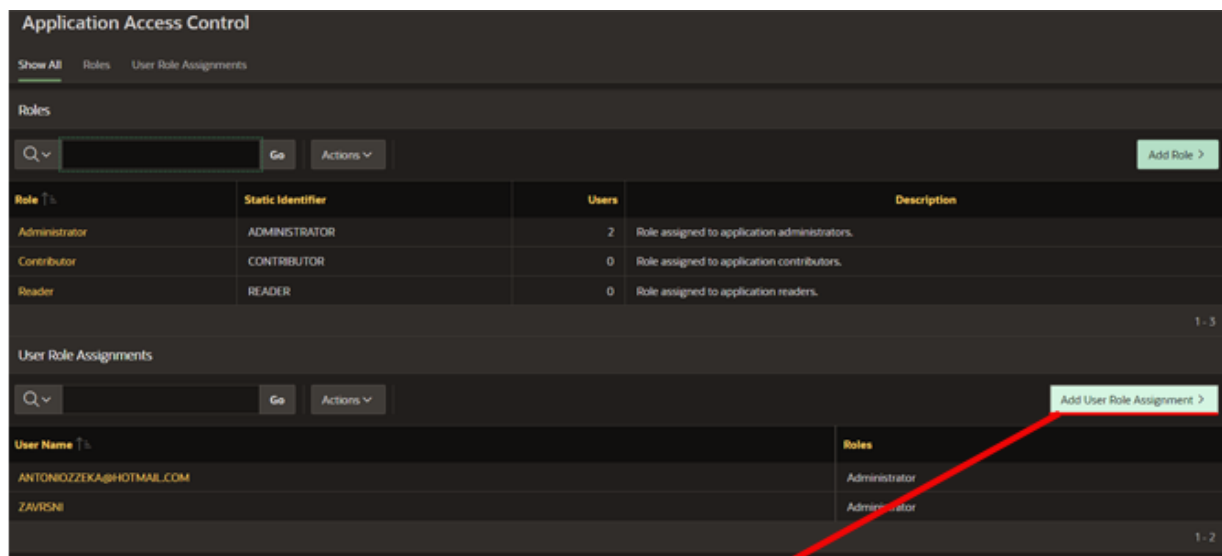 Application Access Control
Show All Roles User Role Assignments
Roles
Go Actions Add Role >
Role Static Identifier Users Description
Administrator ADMINISTRATOR 2 Role assigned to application administrators.
Contributor CONTRIBUTOR 0 Role assigned to application contributors.
Reader READER 0 Role assigned to application readers.
1 - 3
User Role Assignments
Go Actions Add User Role Assignment >
User Name Roles
ANTONIOZZEKA@HOTMAIL.COM Administrator
ZAVRSNI Administrator
1 - 2